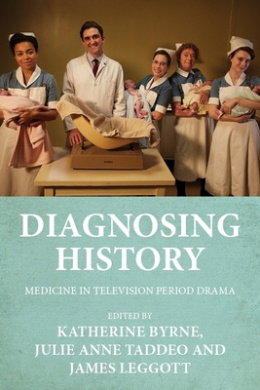 DIAGNOSING
HISTORY
MEDICINE IN TELEVISION PERIOD DRAMA
EDITED BY
KATHERINE BYRNE,
JULIE ANNE TADDEO AND
JAMES LEGGOTT